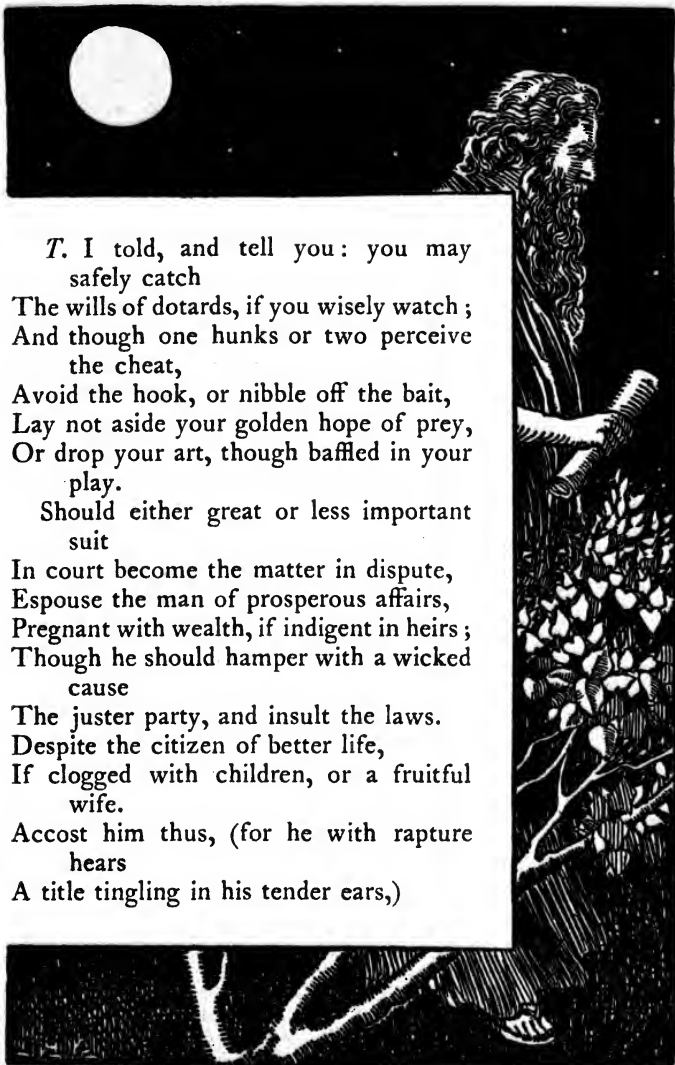 T. I told, and tell you : you may
safely catch
The wills of dotards, if you wisely watch ;
And though one hunks or two perceive
the cheat,
Avoid the hook, or nibble off the bait,
Lay not aside your golden hope of prey,
Or drop your art, though baffled in your
play.
Should either great or less important
suit
In court become the matter in dispute,
Espouse the man of prosperous affairs,
Pregnant with wealth, if indigent in heirs ;
Though he should hamper with a wicked
cause
The juster party, and insult the laws.
Despite the citizen of better life,
If clogged with children, or a fruitful
wife.
Accost him thus, (for he with rapture
hears
A title tingling in his tender ears,)